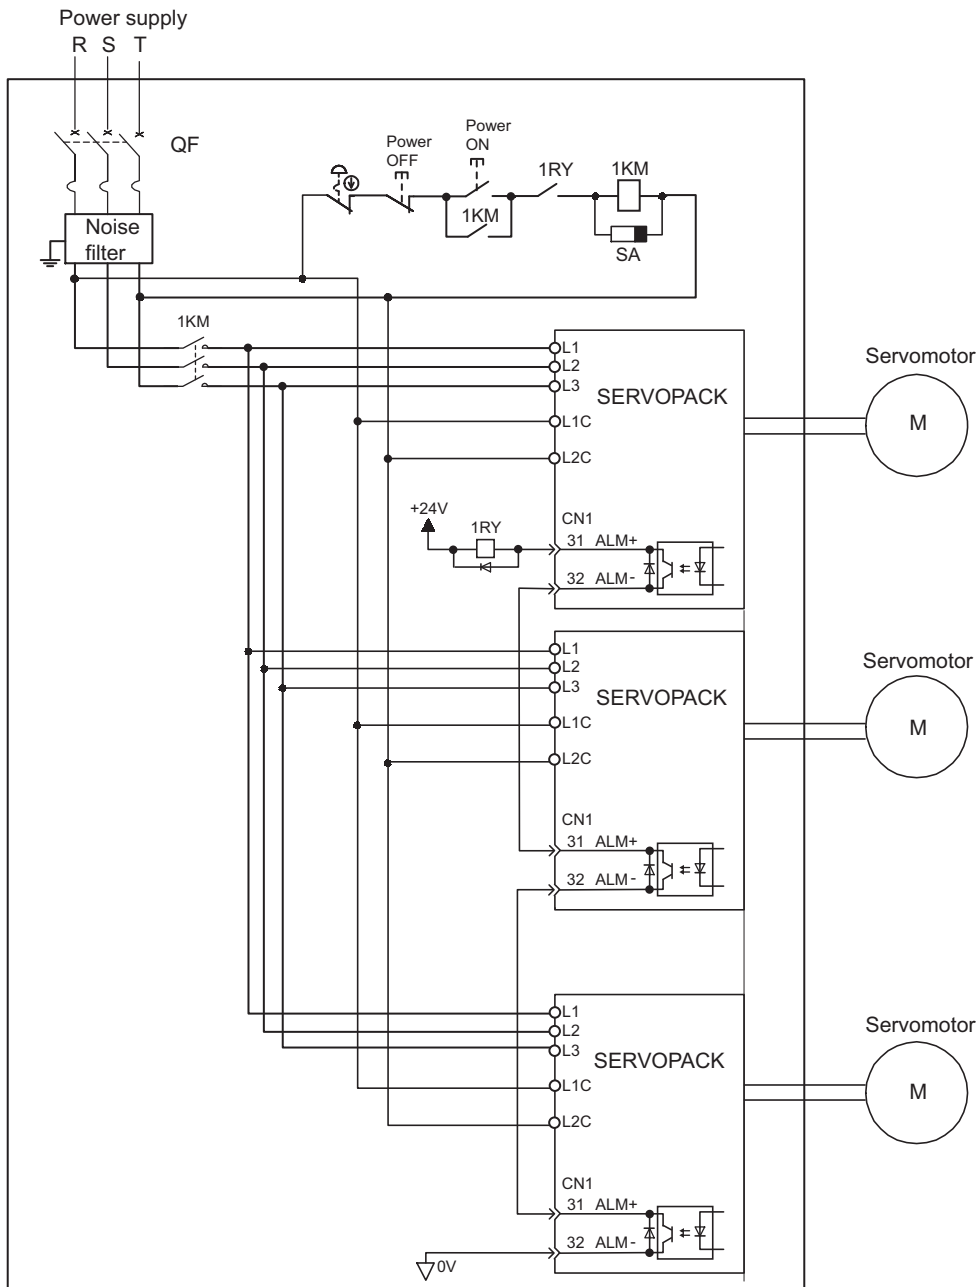 Power supply
R S T
QF
Power
OFF
Power
ON
1RY
1KM
1KM
SA
Noise
filter
1KM
L1
L2
L3
SERVOPACK
L1C
L2C
Servomotor
M
+24V
1RY
CN1
31 ALM+
32 ALM-
L1
L2
L3
SERVOPACK
L1C
L2C
Servomotor
M
CN1
31 ALM+
32 ALM-
L1
L2
L3
SERVOPACK
L1C
L2C
Servomotor
M
CN1
31 ALM+
32 ALM-
0V